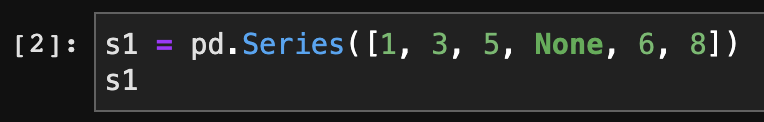 [2]: s1 = pd.Series([1, 3, 5, None, 6, 8])
s1